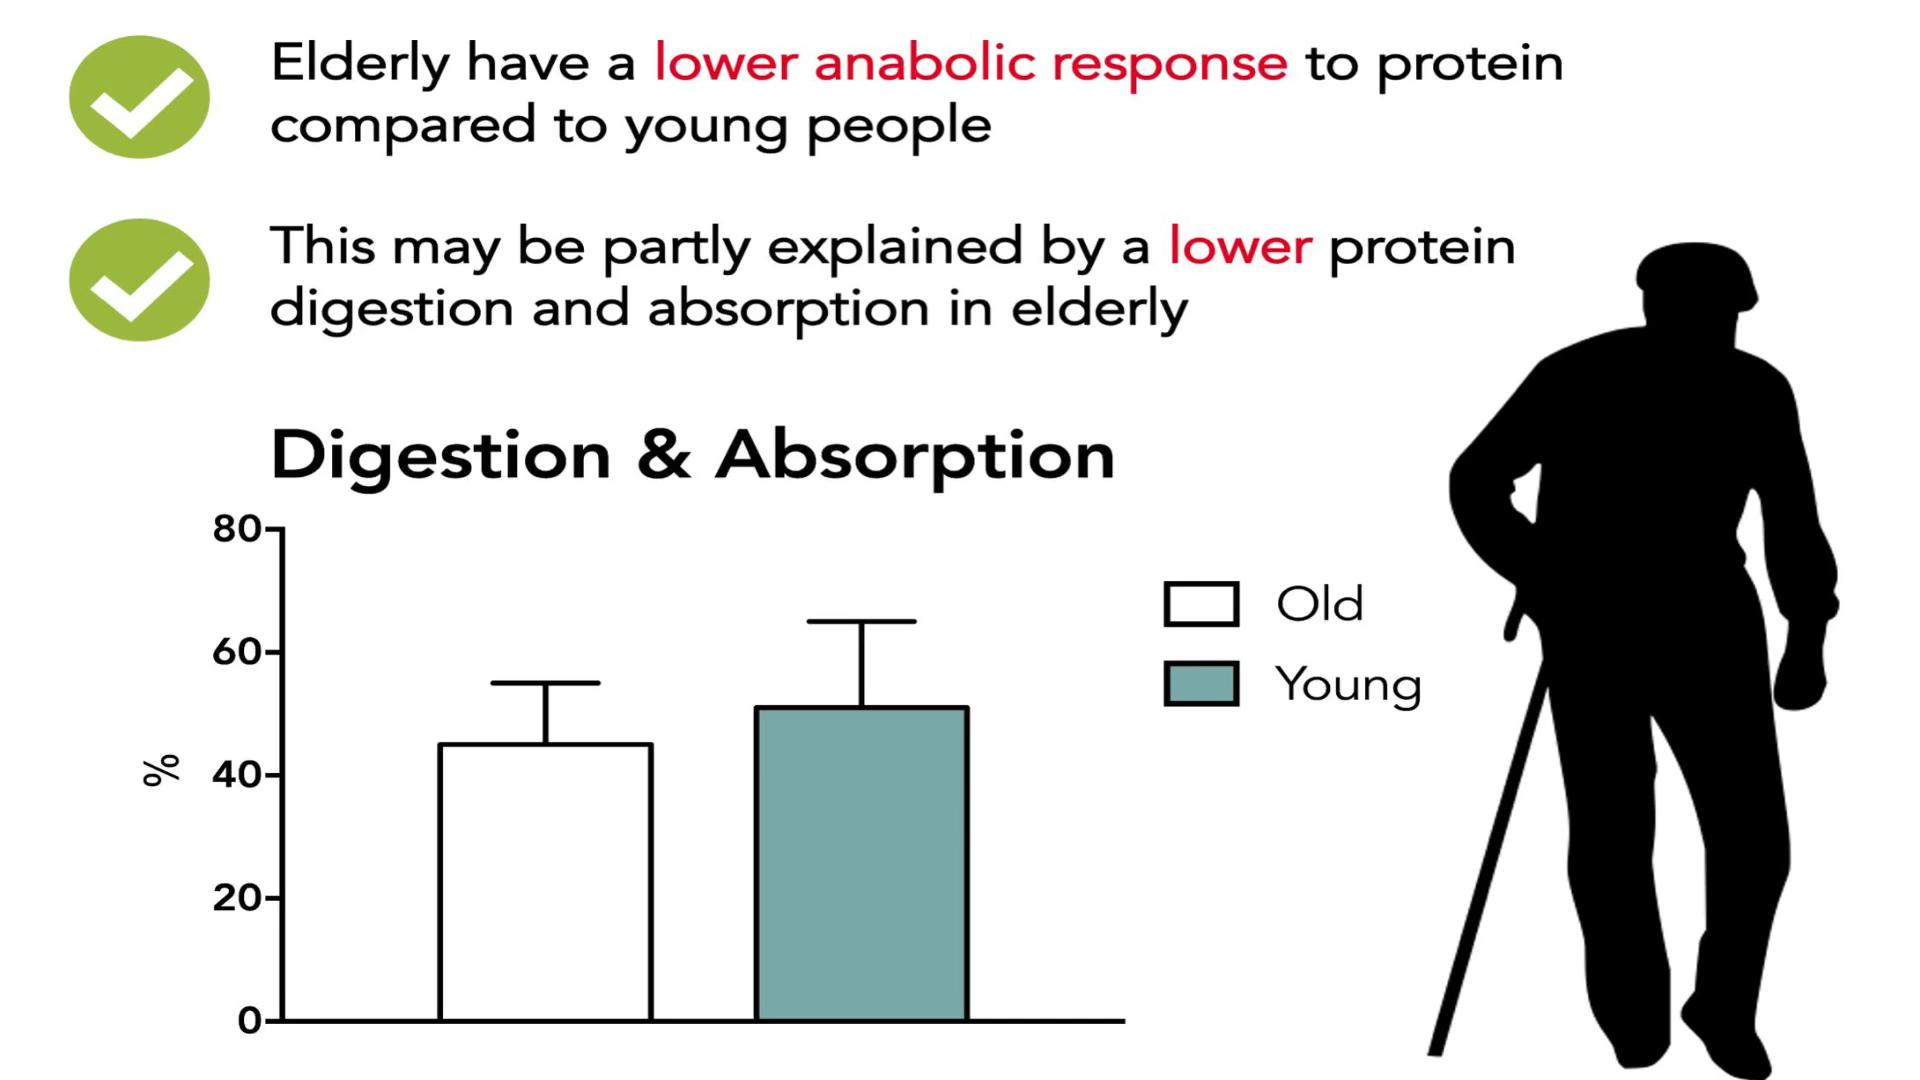 Elderly have a lower anabolic response to protein
compared to young people
This may be partly explained by a lower protein
digestion and absorption in elderly
Digestion & Absorption
80
60
40
20
0
%
Old
Young